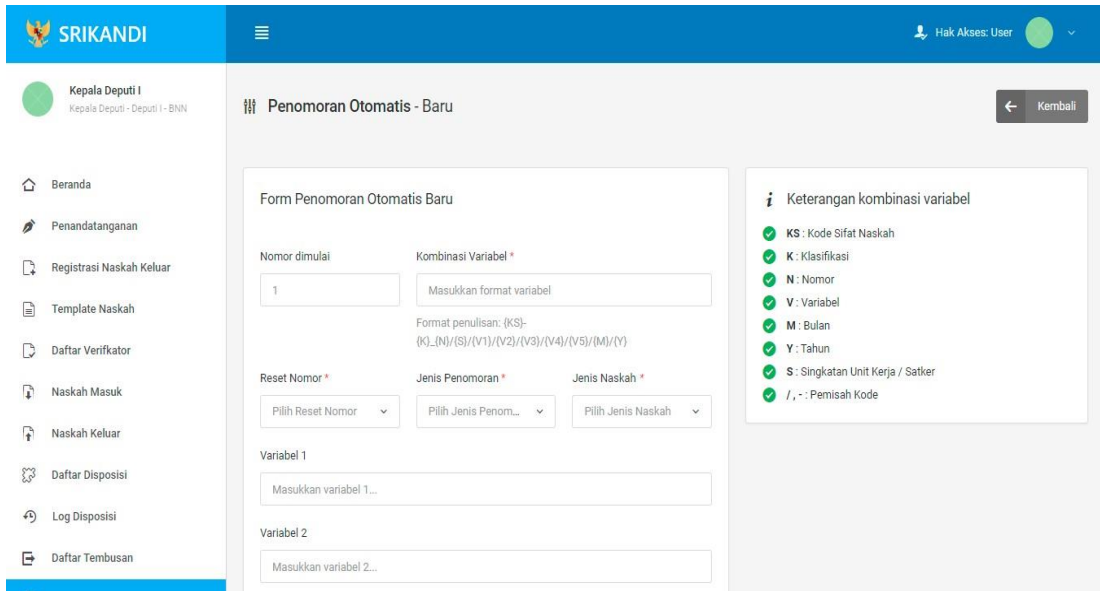 SRIKANDI
Hak Akses: User
Kepala Deputi I
Kepala Deputi - Deputi I - BNN
Penomoran Otomatis - Baru
Kembali
Beranda
Penandatanganan
Registrasi Naskah Keluar
Template Naskah
Daftar Verifkator
Naskah Masuk
Naskah Keluar
Daftar Disposisi
Log Disposisi
Daftar Tembusan
Form Penomoran Otomatis Baru
Nomor dimulai
Kombinasi Variabel *
1
Masukkan format variabel
Format penulisan: {KS}-
{K}_{N}/{S}/{V1}/{V2}/{V3}/{V4}/{V5}/{M}/{Y}
Reset Nomor *
Jenis Penomoran *
Jenis Naskah *
Pilih Reset Nomor
Pilih Jenis Penom...
Pilih Jenis Naskah
Variabel 1
Masukkan variabel 1...
Variabel 2
Masukkan variabel 2...
i Keterangan kombinasi variabel
KS : Kode Sifat Naskah
K : Klasifikasi
N : Nomor
V : Variabel
M : Bulan
Y : Tahun
S : Singkatan Unit Kerja / Satker
/ , - : Pemisah Kode